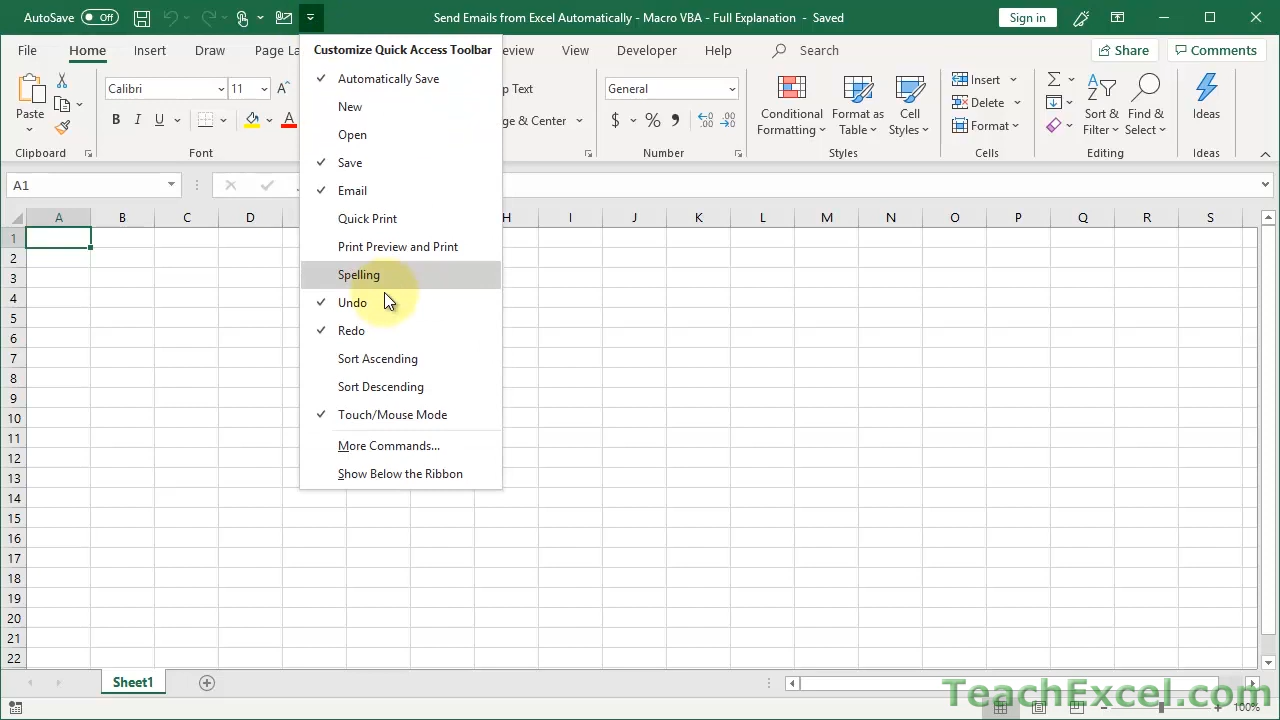 AutoSave Off Send Emails from Excel Automatically - Macro VBA - Full Explanation - Saved Sign in
File Home Insert Draw Page La eview View Developer Help Search Share Comments
Customize Quick Access Toolbar
Automatically Save
New
Open
Save
Email
Quick Print
Print Preview and Print
Spelling
Undo
Redo
Sort Ascending
Sort Descending
Touch/Mouse Mode
More Commands...
Show Below the Ribbon
Paste
Clipboard
Calibri 11 A
B I U A
Font
p Text
ge & Center
General
$ % 9 .00 .00 .0
Number
Conditional Formatting
Format as Table
Cell Styles
Styles
Insert
Delete
Format
Cells
Sort & Filter
Find & Select
Editing
Ideas
Ideas
A1
A B C D H I J K L M N O P Q R S
1
2
3
4
5
6
7
8
9
10
11
12
13
14
15
16
17
18
19
20
21
22
Sheet1
TeachExcel.com
100%